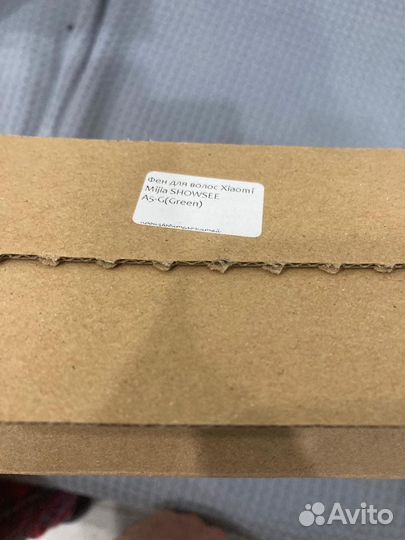 Фен для волос Xiaomi
Mijia SHOWSEE
A5-G(Green)
Avito